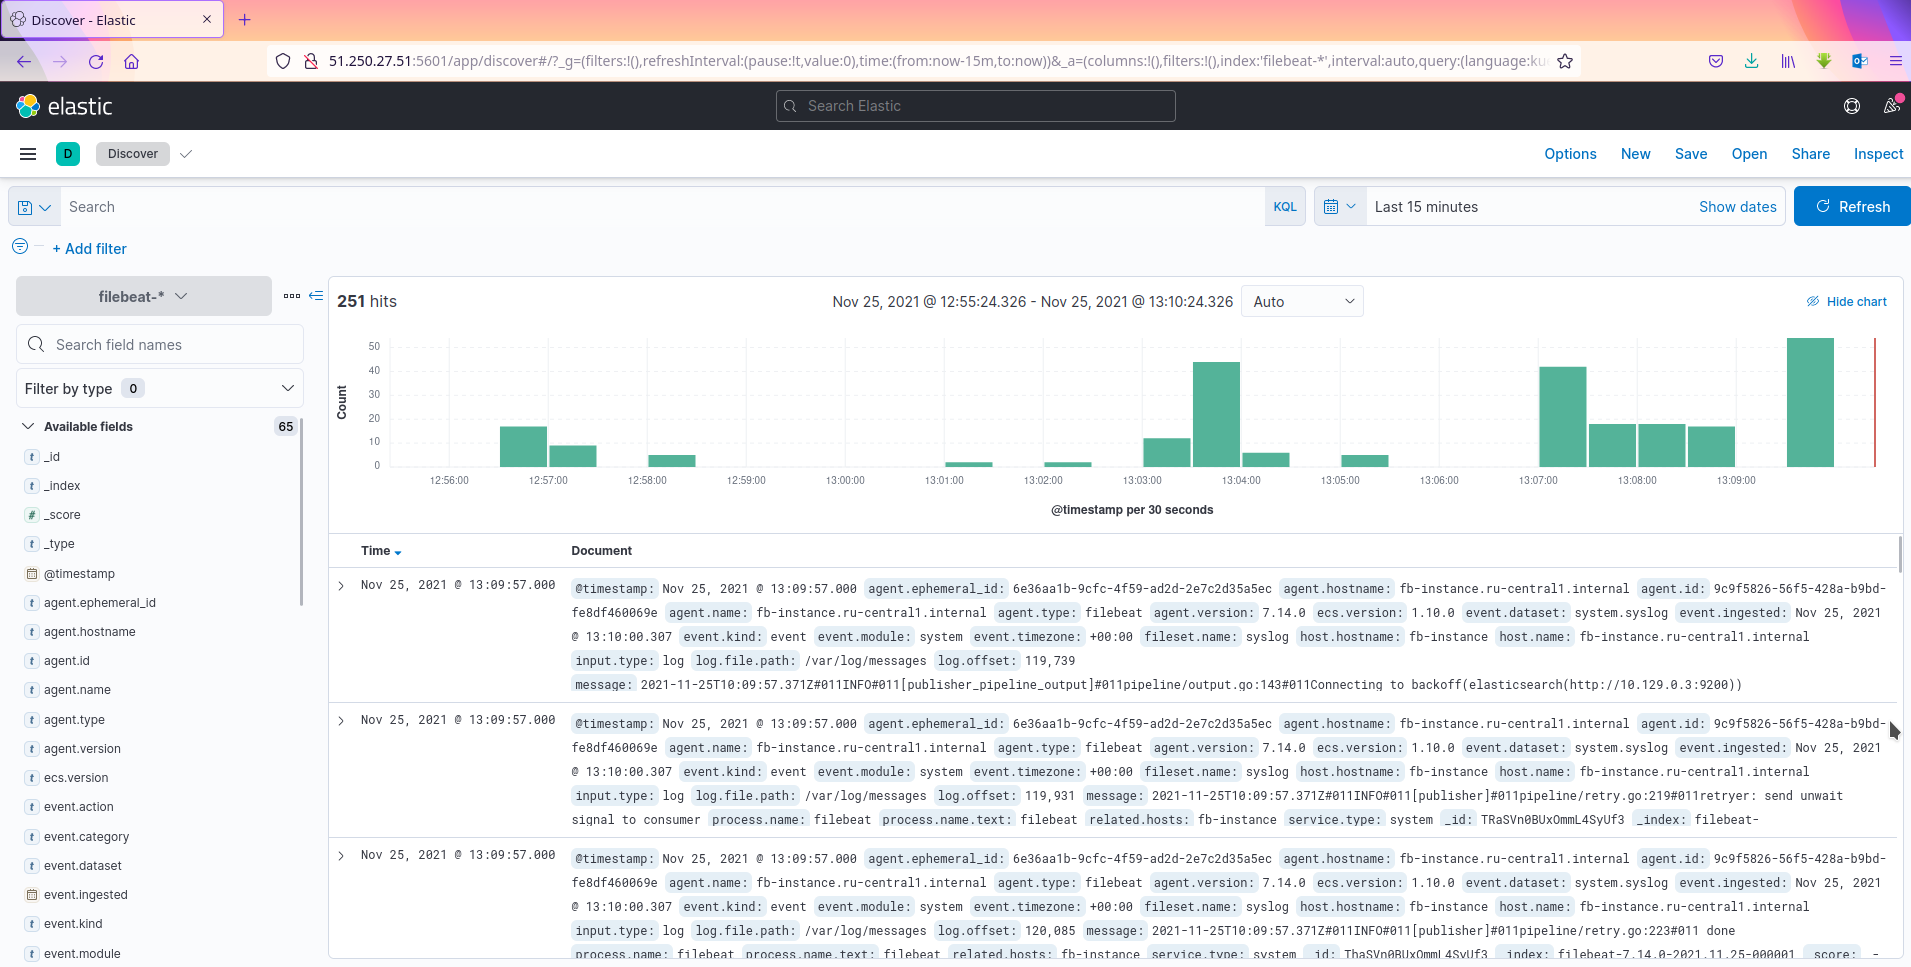 Discover - Elastic
51.250.27.51:5601/app/discover#/?_g=(filters:!(),refreshInterval:(pause:!t,value:0),time:(from:now-15m,to:now))&_a=(columns:!(),filters:!(),index:'filebeat-*',interval:auto,query:(language:ku
elastic
Search Elastic
D Discover
Options New Save Open Share Inspect
Search
KQL
Last 15 minutes
Show dates
Refresh
+ Add filter
filebeat-*
Search field names
Filter by type 0
Available fields 65
t _id
t _index
# _score
t _type
@timestamp
t agent.ephemeral_id
t agent.hostname
t agent.id
t agent.name
t agent.type
t agent.version
t ecs.version
t event.action
t event.category
t event.dataset
event.ingested
t event.kind
t event.module
251 hits
Nov 25, 2021 @ 12:55:24.326 - Nov 25, 2021 @ 13:10:24.326
Auto
Hide chart
Count
50
40
30
20
10
0
12:56:00 12:57:00 12:58:00 12:59:00 13:00:00 13:01:00 13:02:00 13:03:00 13:04:00 13:05:00 13:06:00 13:07:00 13:08:00 13:09:00
@timestamp per 30 seconds
Time Document
Nov 25, 2021 @ 13:09:57.000
@timestamp: Nov 25, 2021 @ 13:09:57.000 agent.ephemeral_id: 6e36aa1b-9cfc-4f59-ad2d-2e7c2d35a5ec agent.hostname: fb-instance.ru-central1.internal agent.id: 9c9f5826-56f5-428a-b9bd-
fe8df460069e agent.name: fb-instance.ru-central1.internal agent.type: filebeat agent.version: 7.14.0 ecs.version: 1.10.0 event.dataset: system.syslog event.ingested: Nov 25, 2021
@ 13:10:00.307 event.kind: event event.module: system event.timezone: +00:00 fileset.name: syslog host.hostname: fb-instance host.name: fb-instance.ru-central1.internal
input.type: log log.file.path: /var/log/messages log.offset: 119,739
message: 2021-11-25T10:09:57.371Z#011INFO#011[publisher_pipeline_output]#011pipeline/output.go:143#011Connecting to backoff(elasticsearch(http://10.129.0.3:9200))
Nov 25, 2021 @ 13:09:57.000
@timestamp: Nov 25, 2021 @ 13:09:57.000 agent.ephemeral_id: 6e36aa1b-9cfc-4f59-ad2d-2e7c2d35a5ec agent.hostname: fb-instance.ru-central1.internal agent.id: 9c9f5826-56f5-428a-b9bd-
fe8df460069e agent.name: fb-instance.ru-central1.internal agent.type: filebeat agent.version: 7.14.0 ecs.version: 1.10.0 event.dataset: system.syslog event.ingested: Nov 25, 2021
@ 13:10:00.307 event.kind: event event.module: system event.timezone: +00:00 fileset.name: syslog host.hostname: fb-instance host.name: fb-instance.ru-central1.internal
input.type: log log.file.path: /var/log/messages log.offset: 119,931 message: 2021-11-25T10:09:57.371Z#011INFO#011[publisher]#011pipeline/retry.go:219#011retryer: send unwait
signal to consumer process.name: filebeat process.name.text: filebeat related.hosts: fb-instance service.type: system _id: TRaSVn0BUxOmmL4SyUf3 _index: filebeat-
Nov 25, 2021 @ 13:09:57.000
@timestamp: Nov 25, 2021 @ 13:09:57.000 agent.ephemeral_id: 6e36aa1b-9cfc-4f59-ad2d-2e7c2d35a5ec agent.hostname: fb-instance.ru-central1.internal agent.id: 9c9f5826-56f5-428a-b9bd-
fe8df460069e agent.name: fb-instance.ru-central1.internal agent.type: filebeat agent.version: 7.14.0 ecs.version: 1.10.0 event.dataset: system.syslog event.ingested: Nov 25, 2021
@ 13:10:00.307 event.kind: event event.module: system event.timezone: +00:00 fileset.name: syslog host.hostname: fb-instance host.name: fb-instance.ru-central1.internal
input.type: log log.file.path: /var/log/messages log.offset: 120,085 message: 2021-11-25T10:09:57.371Z#011INFO#011[publisher]#011pipeline/retry.go:223#011 done
process.name: filebeat process.name.text: filebeat related.hosts: fb-instance service.type: system _id: ThaSVn0BUxOmmL4SyUf3 _index: filebeat-7.14.0-2021.11.25-000001 _score: -